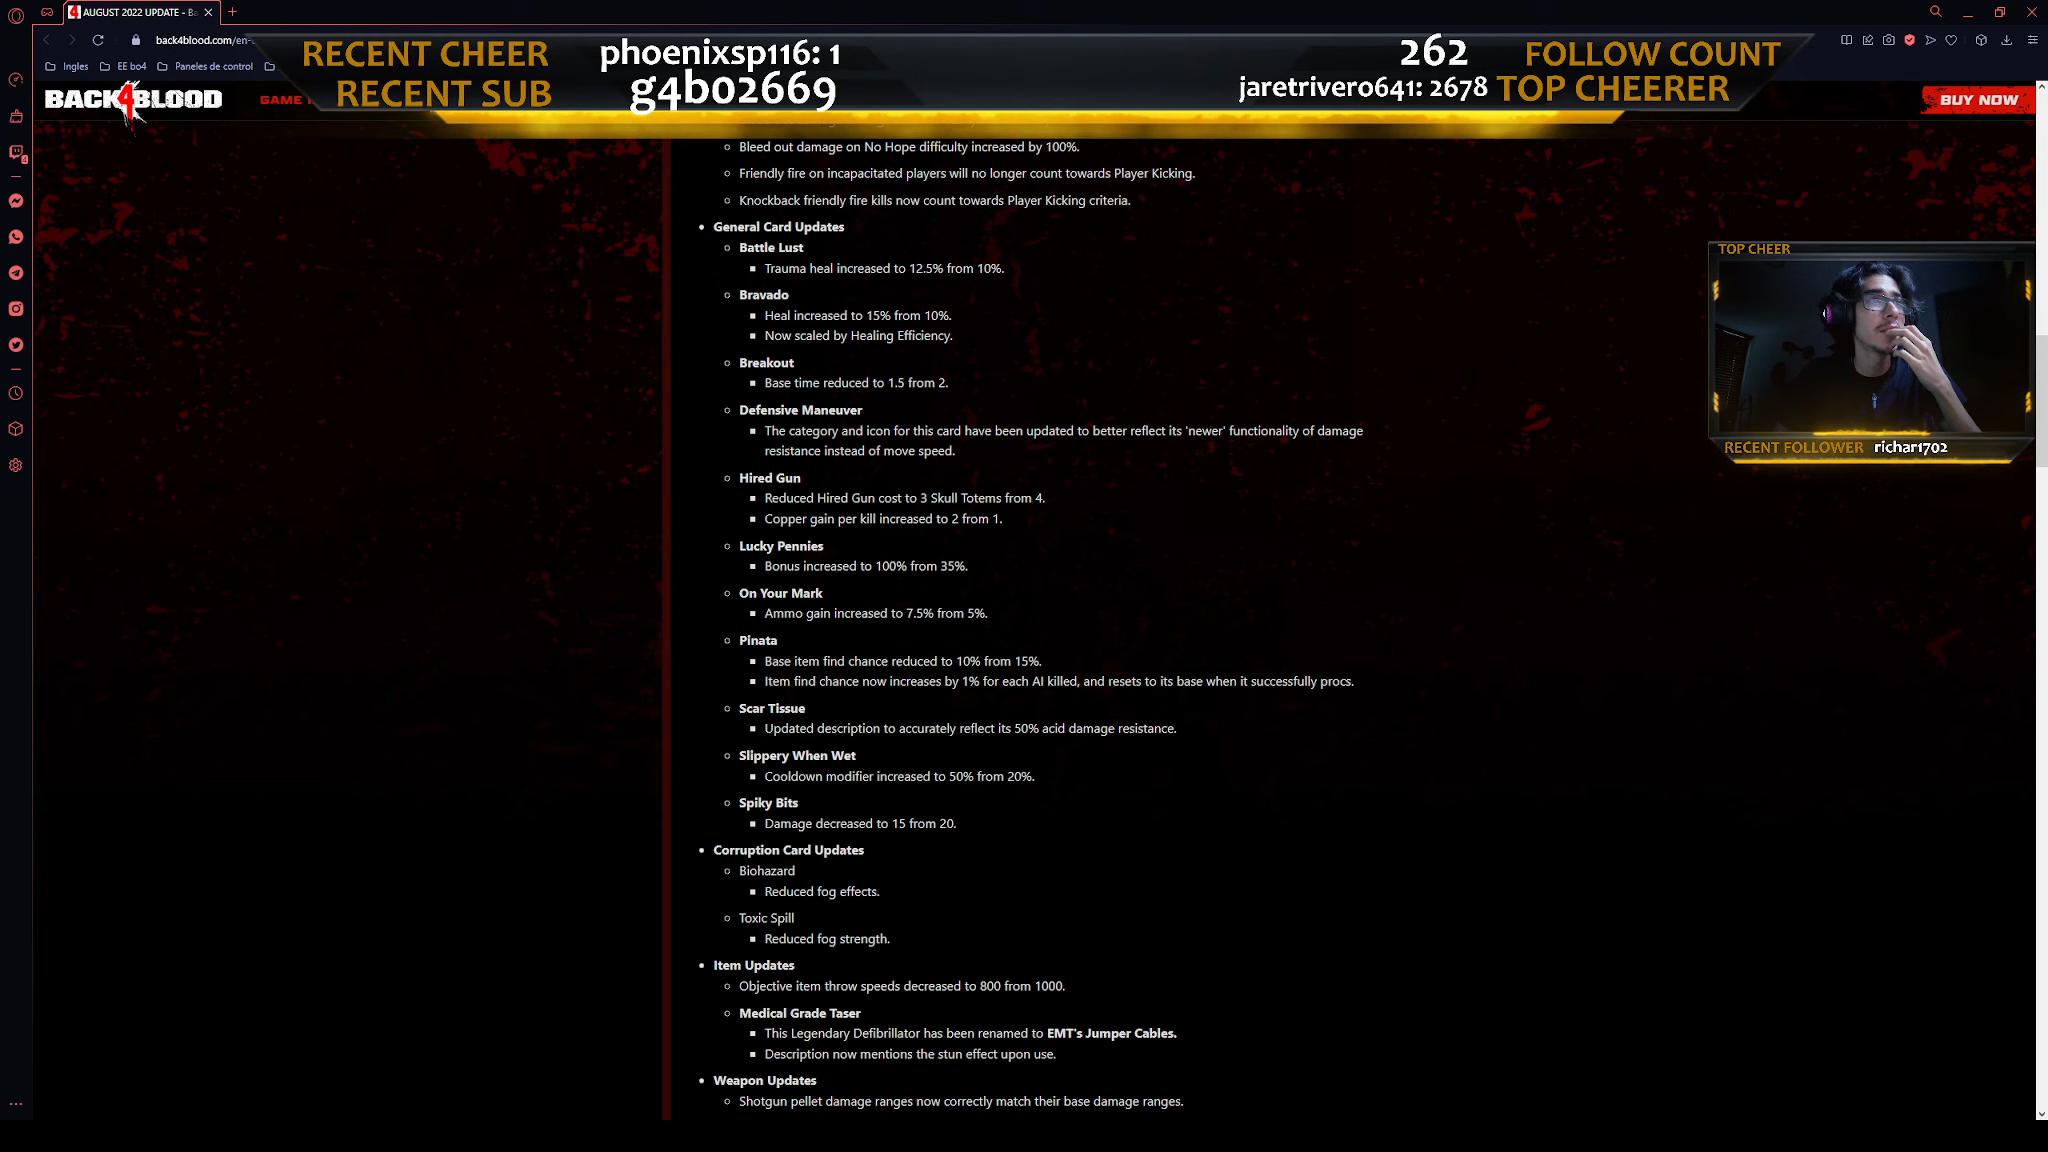 AUGUST 2022 UPDATE - Ba
back4blood.com/en-
Ingles
EE bo4
Paneles de control
RECENT CHEER
phoenixsp116: 1
262
FOLLOW COUNT
RECENT SUB
g4b02669
jaretrivero641: 2678
TOP CHEERER
BACK4BLOOD
GAME
BUY NOW
Bleed out damage on No Hope difficulty increased by 100%.
Friendly fire on incapacitated players will no longer count towards Player Kicking.
Knockback friendly fire kills now count towards Player Kicking criteria.
General Card Updates
Battle Lust
Trauma heal increased to 12.5% from 10%.
Bravado
Heal increased to 15% from 10%.
Now scaled by Healing Efficiency.
Breakout
Base time reduced to 1.5 from 2.
Defensive Maneuver
The category and icon for this card have been updated to better reflect its 'newer' functionality of damage
resistance instead of move speed.
Hired Gun
Reduced Hired Gun cost to 3 Skull Totems from 4.
Copper gain per kill increased to 2 from 1.
Lucky Pennies
Bonus increased to 100% from 35%.
On Your Mark
Ammo gain increased to 7.5% from 5%.
Pinata
Base item find chance reduced to 10% from 15%.
Item find chance now increases by 1% for each AI killed, and resets to its base when it successfully procs.
Scar Tissue
Updated description to accurately reflect its 50% acid damage resistance.
Slippery When Wet
Cooldown modifier increased to 50% from 20%.
Spiky Bits
Damage decreased to 15 from 20.
Corruption Card Updates
Biohazard
Reduced fog effects.
Toxic Spill
Reduced fog strength.
Item Updates
Objective item throw speeds decreased to 800 from 1000.
Medical Grade Taser
This Legendary Defibrillator has been renamed to EMT's Jumper Cables.
Description now mentions the stun effect upon use.
Weapon Updates
Shotgun pellet damage ranges now correctly match their base damage ranges.
TOP CHEER
RECENT FOLLOWER richar1702